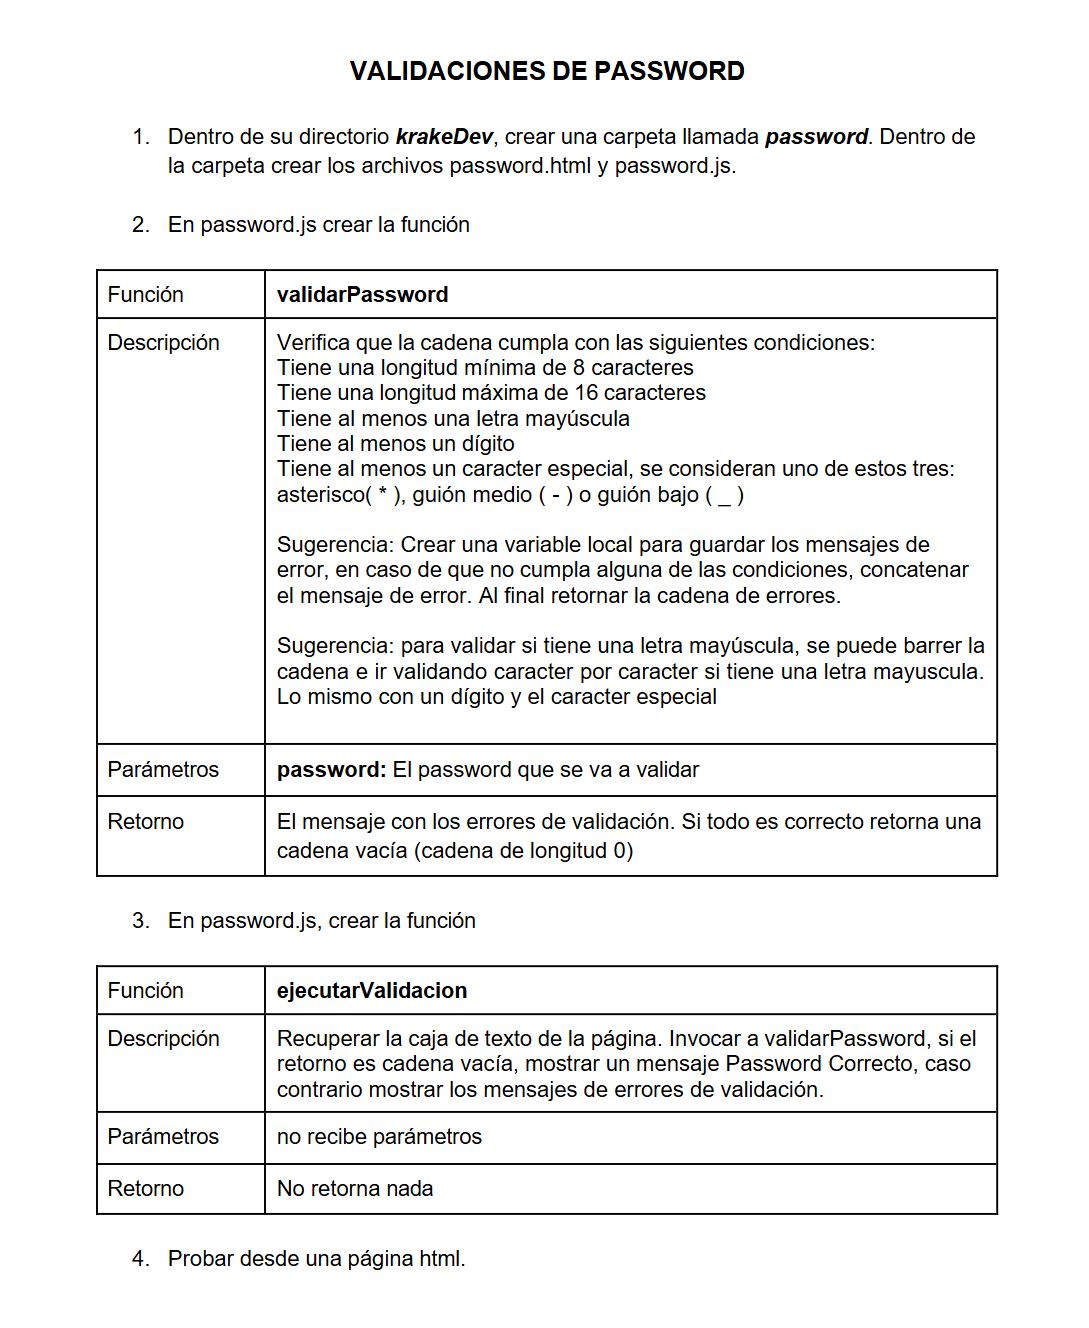 VALIDACIONES DE PASSWORD
1. Dentro de su directorio krakeDev, crear una carpeta llamada password. Dentro de
la carpeta crear los archivos password.html y password.js.
2. En password.js crear la función
Función validarPassword
Descripción Verifica que la cadena cumpla con las siguientes condiciones:
Tiene una longitud mínima de 8 caracteres
Tiene una longitud máxima de 16 caracteres
Tiene al menos una letra mayúscula
Tiene al menos un dígito
Tiene al menos un caracter especial, se consideran uno de estos tres:
asterisco( * ), guión medio ( - ) o guión bajo ( _ )
Sugerencia: Crear una variable local para guardar los mensajes de
error, en caso de que no cumpla alguna de las condiciones, concatenar
el mensaje de error. Al final retornar la cadena de errores.
Sugerencia: para validar si tiene una letra mayúscula, se puede barrer la
cadena e ir validando caracter por caracter si tiene una letra mayuscula.
Lo mismo con un dígito y el caracter especial
Parámetros password: El password que se va a validar
Retorno El mensaje con los errores de validación. Si todo es correcto retorna una
cadena vacía (cadena de longitud 0)
3. En password.js, crear la función
Función ejecutarValidacion
Descripción Recuperar la caja de texto de la página. Invocar a validarPassword, si el
retorno es cadena vacía, mostrar un mensaje Password Correcto, caso
contrario mostrar los mensajes de errores de validación.
Parámetros no recibe parámetros
Retorno No retorna nada
4. Probar desde una página html.